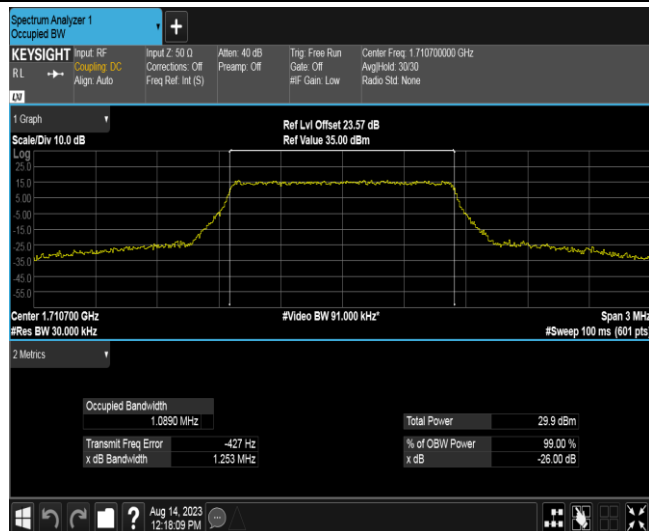 Spectrum Analyzer 1
Occupied BW
+
KEYSIGHT
RL
Input: RF
Coupling: DC
Align: Auto
Input Z: 50 Ω
Corrections: Off
Freq Ref: Int (S)
Atten: 40 dB
Preamp: Off
Trig: Free Run
Gate: Off
#IF Gain: Low
Center Freq: 1.710700000 GHz
Avg|Hold: 30/30
Radio Std: None
1 Graph
Scale/Div 10.0 dB
Ref Lvl Offset 23.57 dB
Ref Value 35.00 dBm
Log
25.0
15.0
5.00
-5.00
-15.0
-25.0
-35.0
-45.0
-55.0
Center 1.710700 GHz
#Res BW 30.000 kHz
#Video BW 91.000 kHz*
Span 3 MHz
#Sweep 100 ms (601 pts)
2 Metrics
Occupied Bandwidth
1.0890 MHz
Transmit Freq Error -427 Hz
x dB Bandwidth 1.253 MHz
Total Power 29.9 dBm
% of OBW Power 99.00 %
x dB -26.00 dB
?
Aug 14, 2023
12:18:09 PM